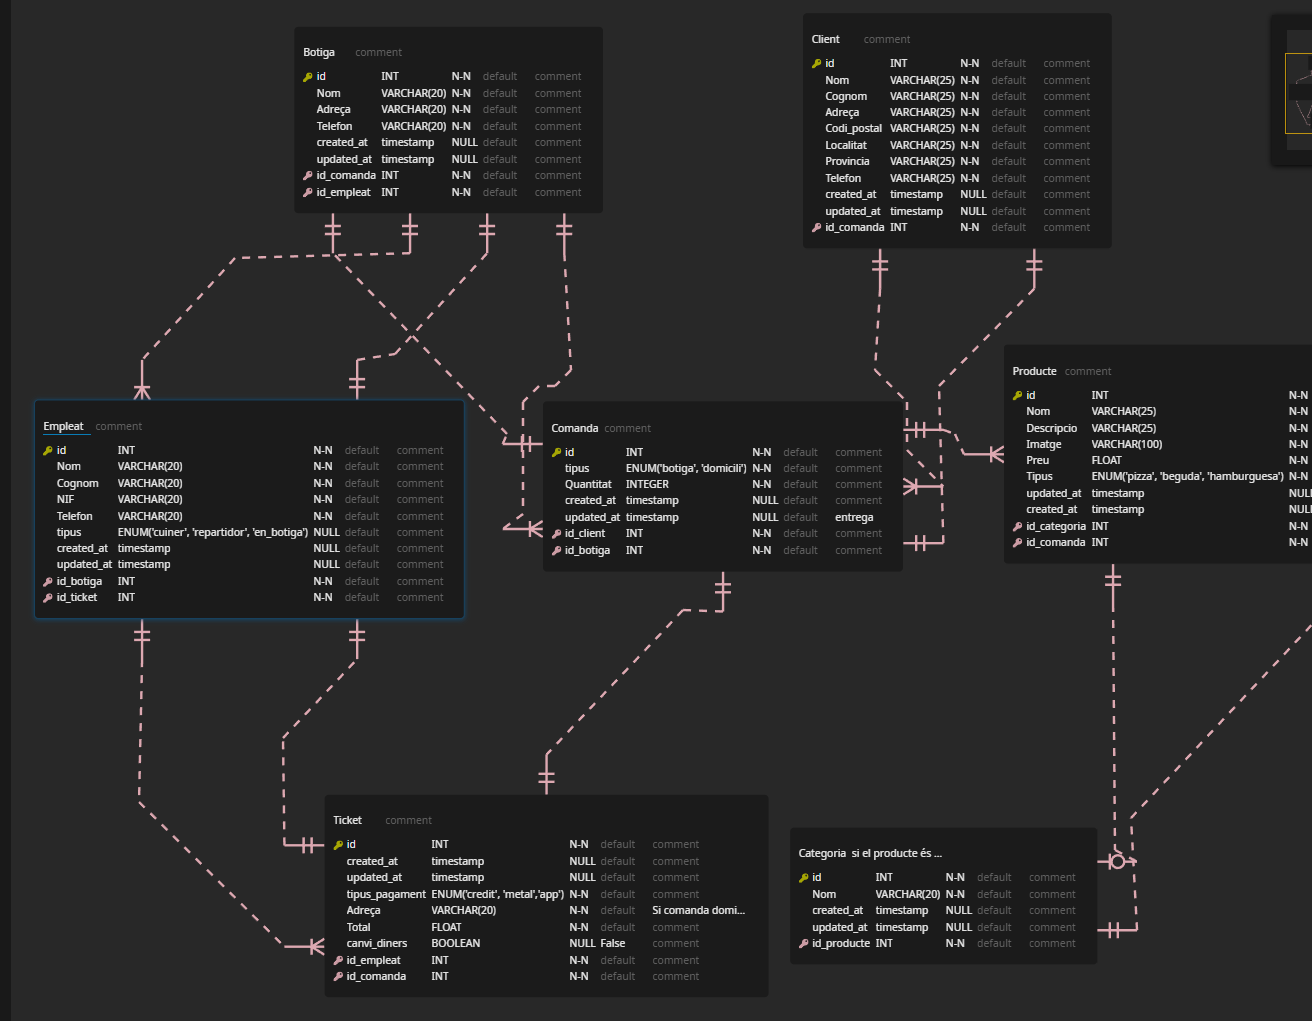 Botiga comment
id INT N-N default comment
Nom VARCHAR(20) N-N default comment
Adreça VARCHAR(20) N-N default comment
Telefon VARCHAR(20) N-N default comment
created_at timestamp NULL default comment
updated_at timestamp NULL default comment
id_comanda INT N-N default comment
id_empleat INT N-N default comment
Client comment
id INT N-N default comment
Nom VARCHAR(25) N-N default comment
Cognom VARCHAR(25) N-N default comment
Adreça VARCHAR(25) N-N default comment
Codi_postal VARCHAR(25) N-N default comment
Localitat VARCHAR(25) N-N default comment
Provincia VARCHAR(25) N-N default comment
Telefon VARCHAR(25) N-N default comment
created_at timestamp NULL default comment
updated_at timestamp NULL default comment
id_comanda INT N-N default comment
Producte comment
id INT N-N
Nom VARCHAR(25) N-N
Descripcio VARCHAR(25) N-N
Imatge VARCHAR(100) N-N
Preu FLOAT N-N
Tipus ENUM('pizza', 'beguda', 'hamburguesa') N-N
updated_at timestamp NULL
created_at timestamp NULL
id_categoria INT N-N
id_comanda INT N-N
Empleat comment
id INT N-N default comment
Nom VARCHAR(20) N-N default comment
Cognom VARCHAR(20) N-N default comment
NIF VARCHAR(20) N-N default comment
Telefon VARCHAR(20) N-N default comment
tipus ENUM('cuiner', 'repartidor', 'en_botiga') NULL default comment
created_at timestamp NULL default comment
updated_at timestamp NULL default comment
id_botiga INT N-N default comment
id_ticket INT N-N default comment
Comanda comment
id INT N-N default comment
tipus ENUM('botiga', 'domicili') N-N default comment
Quantitat INTEGER N-N default comment
created_at timestamp NULL default comment
updated_at timestamp NULL default entrega
id_client INT N-N default comment
id_botiga INT N-N default comment
Ticket comment
id INT N-N default comment
created_at timestamp NULL default comment
updated_at timestamp NULL default comment
tipus_pagament ENUM('credit', 'metal','app') N-N default comment
Adreça VARCHAR(20) N-N default Si comanda domi...
Total FLOAT N-N default comment
canvi_diners BOOLEAN NULL False comment
id_empleat INT N-N default comment
id_comanda INT N-N default comment
Categoria si el producte és ...
id INT N-N default comment
Nom VARCHAR(20) N-N default comment
created_at timestamp NULL default comment
updated_at timestamp NULL default comment
id_producte INT N-N default comment